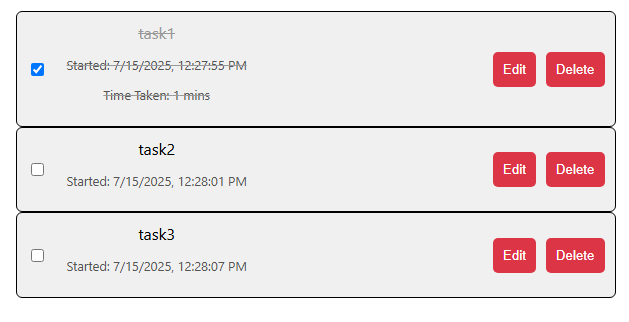 task1
Started: 7/15/2025, 12:27:55 PM
Time Taken: 1 mins
Edit Delete
task2
Started: 7/15/2025, 12:28:01 PM
Edit Delete
task3
Started: 7/15/2025, 12:28:07 PM
Edit Delete